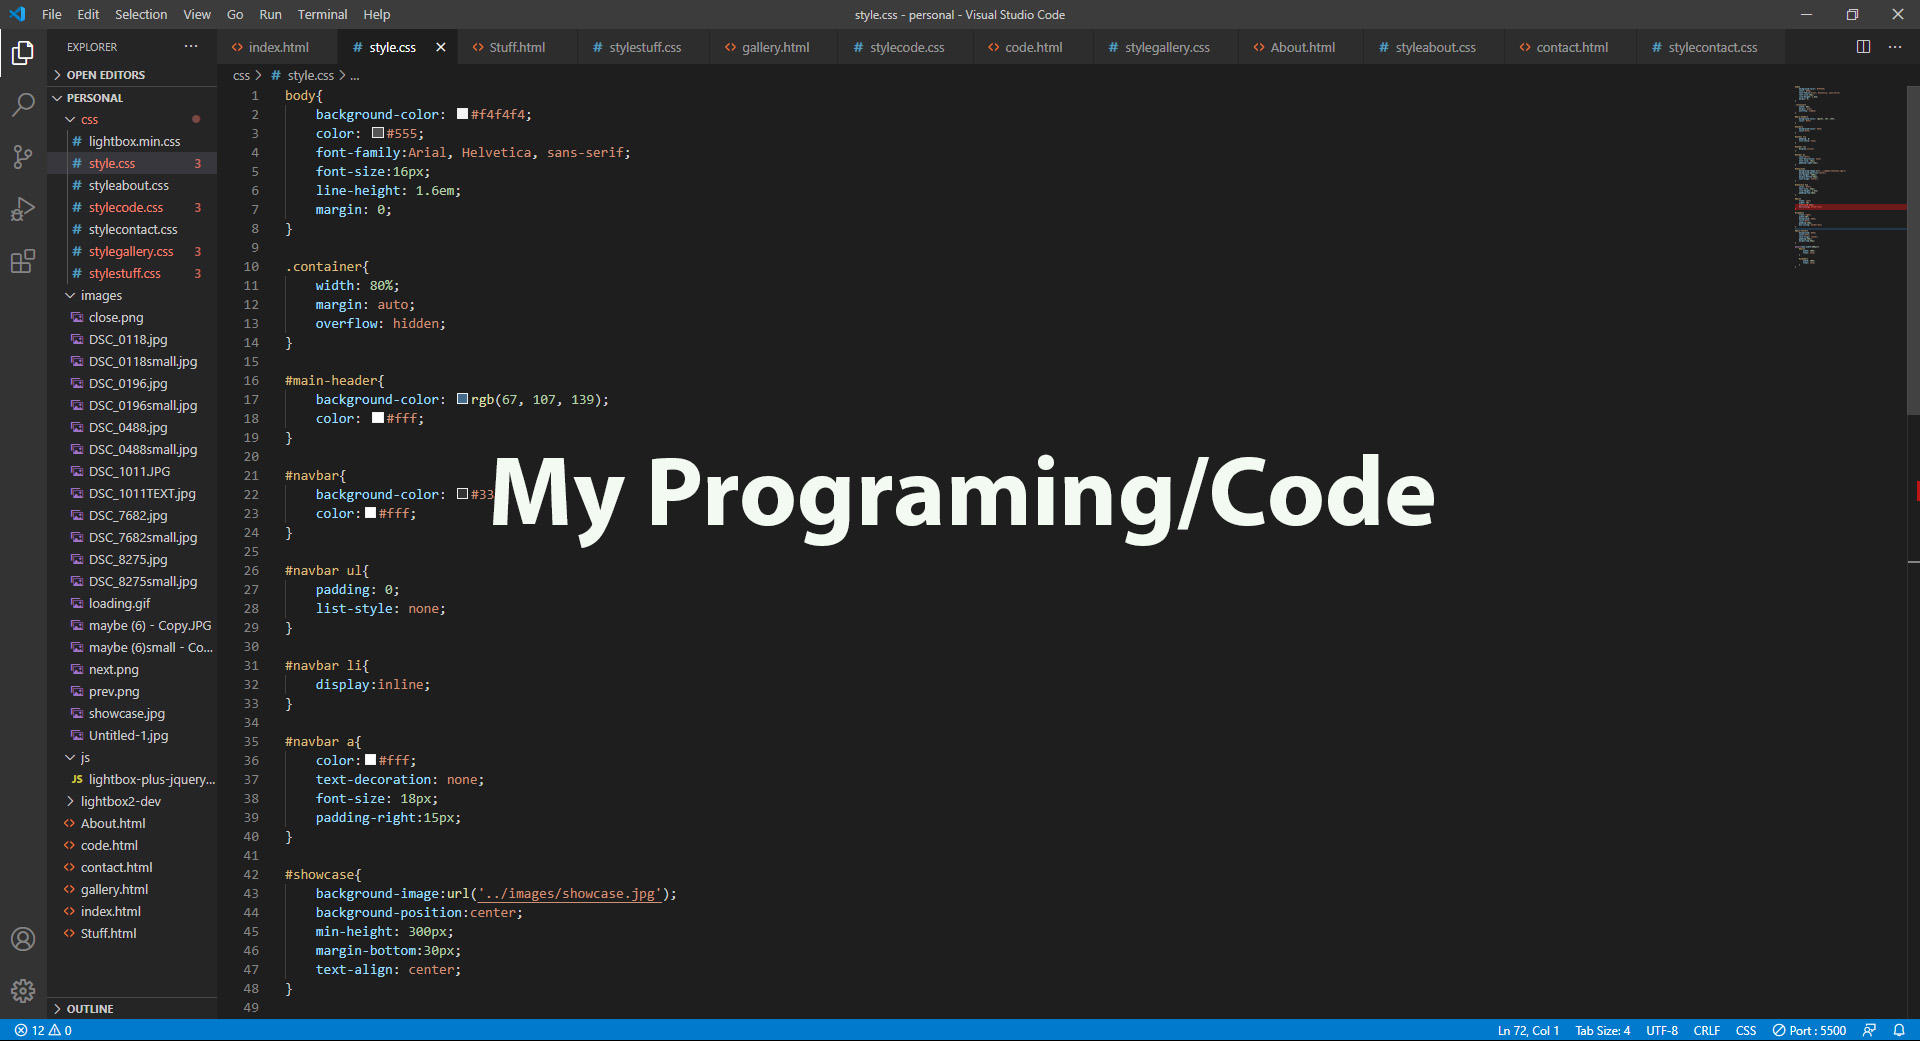 File Edit Selection View Go Run Terminal Help
style.css - personal - Visual Studio Code
EXPLORER
OPEN EDITORS
PERSONAL
css
lightbox.min.css
style.css 3
styleabout.css
stylecode.css 3
stylecontact.css
stylegallery.css 3
stylestuff.css 3
images
close.png
DSC_0118.jpg
DSC_0118small.jpg
DSC_0196.jpg
DSC_0196small.jpg
DSC_0488.jpg
DSC_0488small.jpg
DSC_1011.JPG
DSC_1011TEXT.jpg
DSC_7682.jpg
DSC_7682small.jpg
DSC_8275.jpg
DSC_8275small.jpg
loading.gif
maybe (6) - Copy.JPG
maybe (6)small - Co...
next.png
prev.png
showcase.jpg
Untitled-1.jpg
js
JS lightbox-plus-jquery...
lightbox2-dev
About.html
code.html
contact.html
gallery.html
index.html
Stuff.html
OUTLINE
index.html style.css Stuff.html stylestuff.css gallery.html stylecode.css code.html stylegallery.css About.html styleabout.css contact.html stylecontact.css
css > # style.css > ...
1 body{
2 background-color: #f4f4f4;
3 color: #555;
4 font-family:Arial, Helvetica, sans-serif;
5 font-size:16px;
6 line-height: 1.6em;
7 margin: 0;
8 }
9
10 .container{
11 width: 80%;
12 margin: auto;
13 overflow: hidden;
14 }
15
16 #main-header{
17 background-color: rgb(67, 107, 139);
18 color: #fff;
19 }
20
21 #navbar{
22 background-color: #33
23 color: #fff;
24 }
25
26 #navbar ul{
27 padding: 0;
28 list-style: none;
29 }
30
31 #navbar li{
32 display:inline;
33 }
34
35 #navbar a{
36 color: #fff;
37 text-decoration: none;
38 font-size: 18px;
39 padding-right:15px;
40 }
41
42 #showcase{
43 background-image:url('../images/showcase.jpg');
44 background-position:center;
45 min-height: 300px;
46 margin-bottom:30px;
47 text-align: center;
48 }
49
My Programing/Code
12 0
Ln 72, Col 1 Tab Size: 4 UTF-8 CRLF CSS Port : 5500